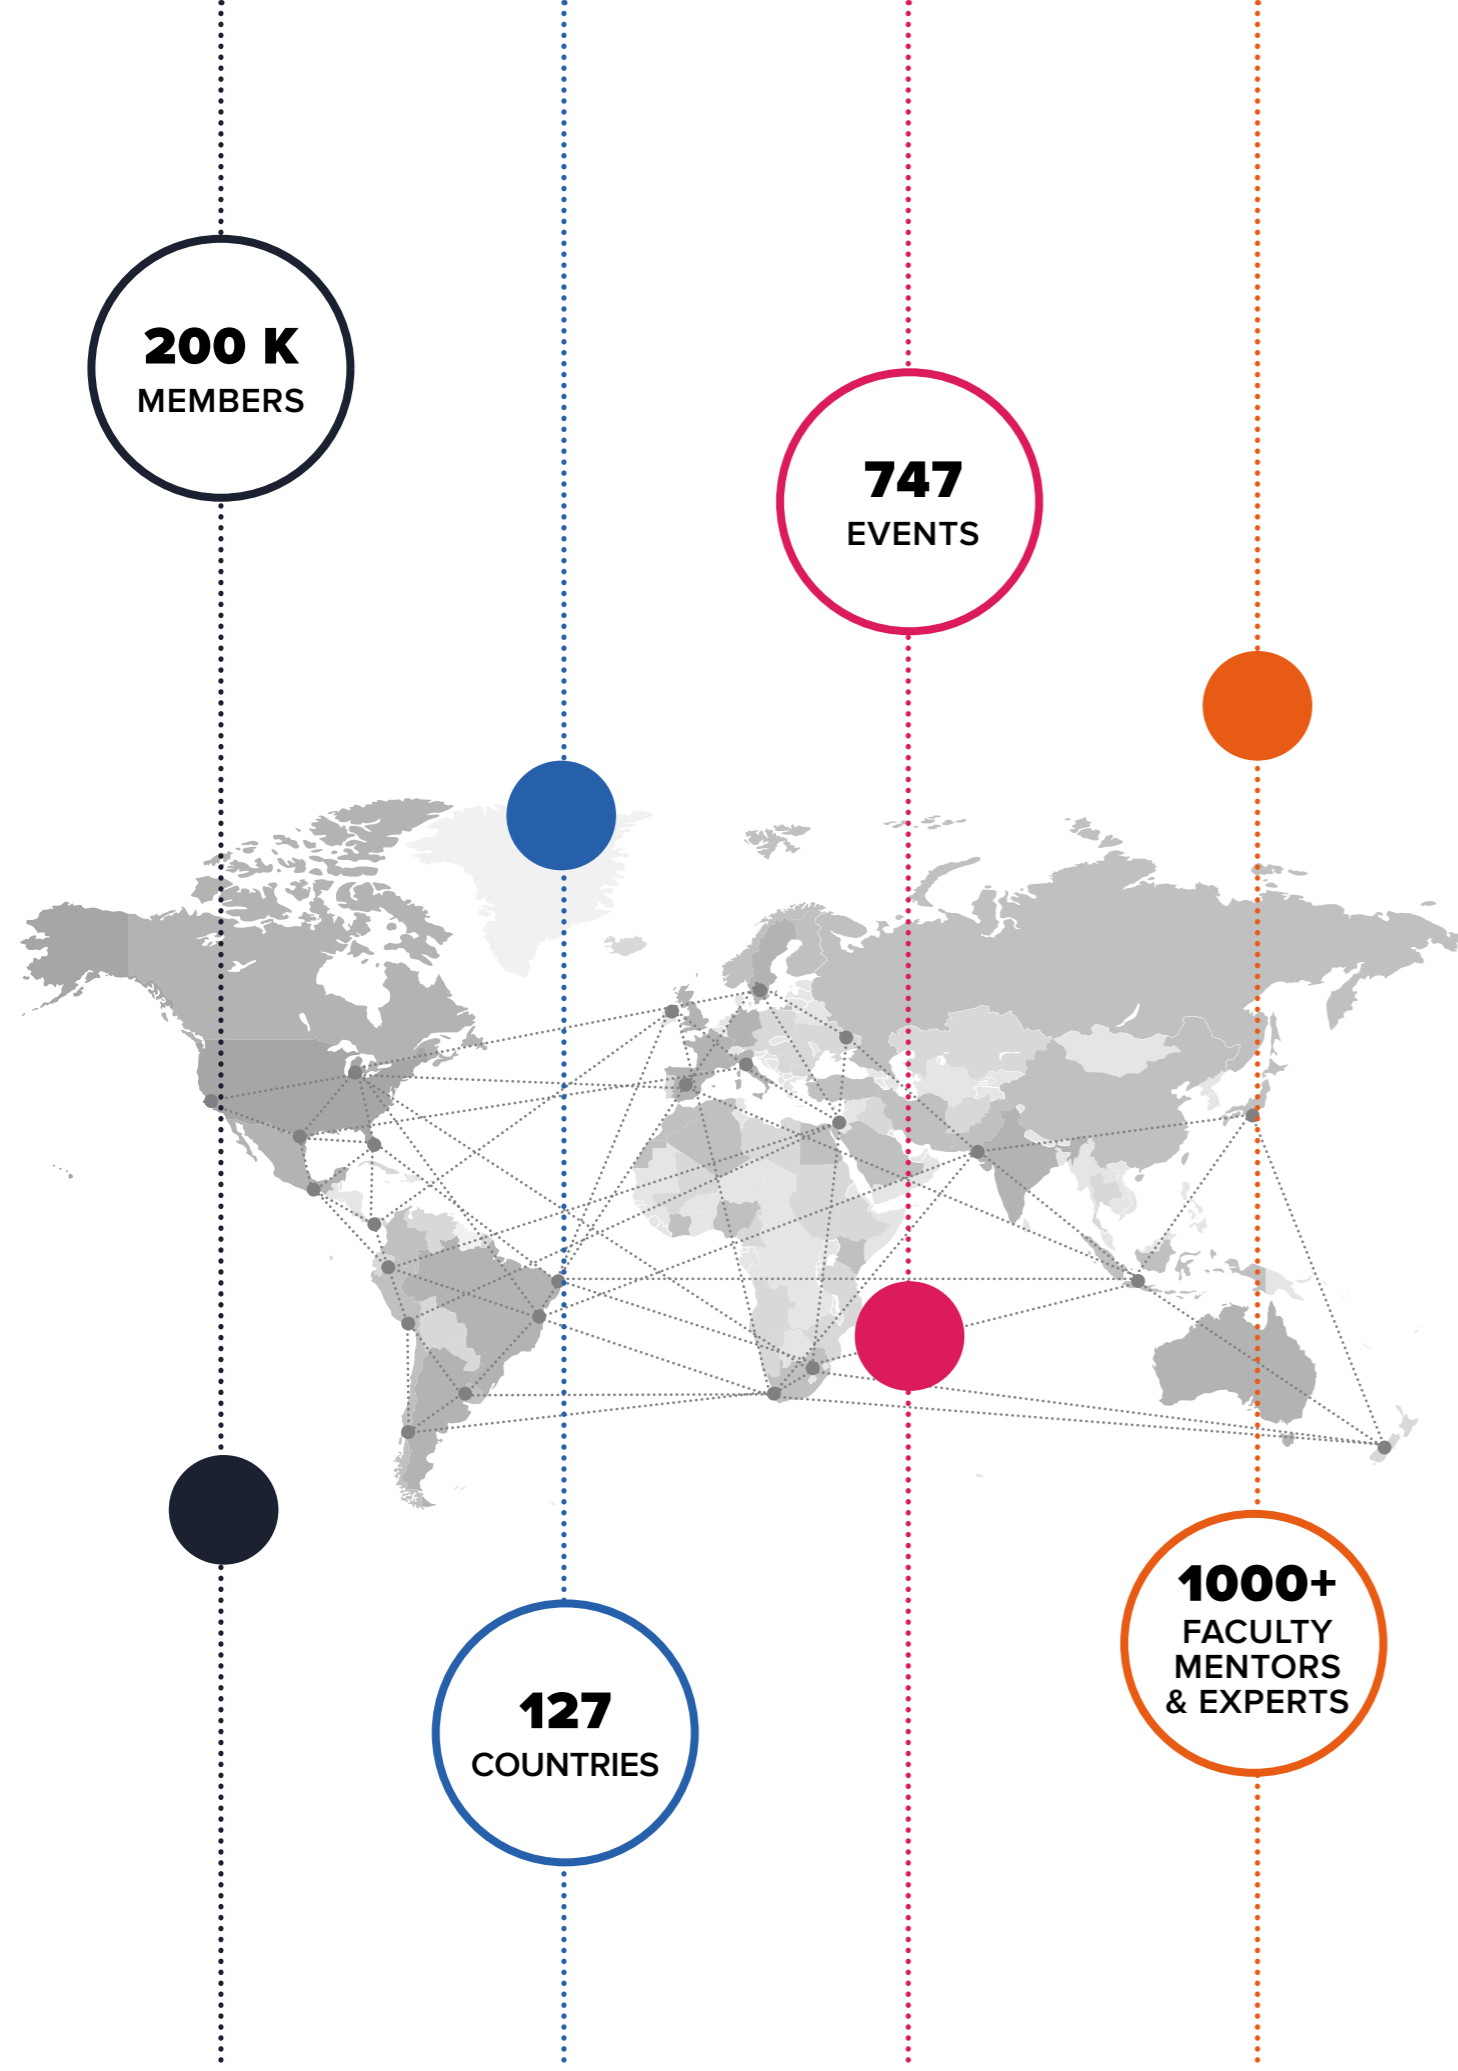 200 K
MEMBERS
747
EVENTS
127
COUNTRIES
1000+
FACULTY
MENTORS
& EXPERTS